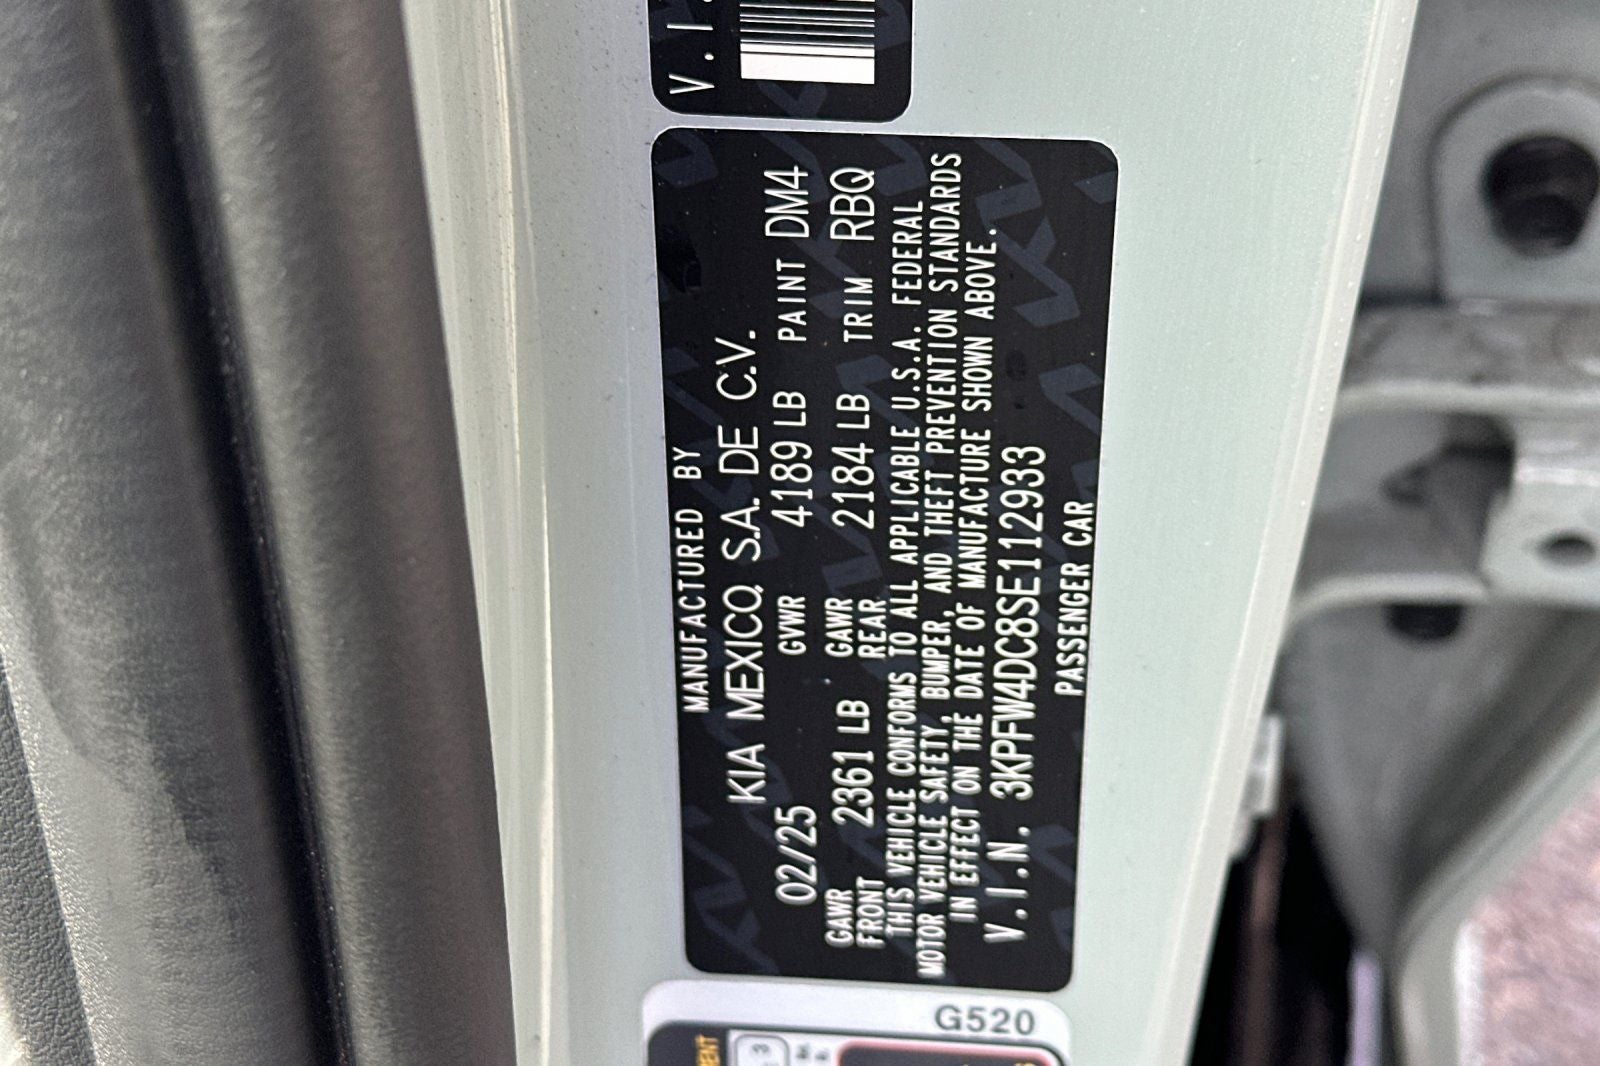 V.I.
MANUFACTURED BY
KIA MEXICO, S.A. DE C.V.
02/25 GVWR 4189 LB PAINT DM4
GAWR FRONT 2361 LB GAWR REAR 2184 LB TRIM RBQ
THIS VEHICLE CONFORMS TO ALL APPLICABLE U.S.A. FEDERAL
MOTOR VEHICLE SAFETY, BUMPER, AND THEFT PREVENTION STANDARDS
IN EFFECT ON THE DATE OF MANUFACTURE SHOWN ABOVE.
V.I.N. 3KPFW4DC8SE112933
PASSENGER CAR
G520